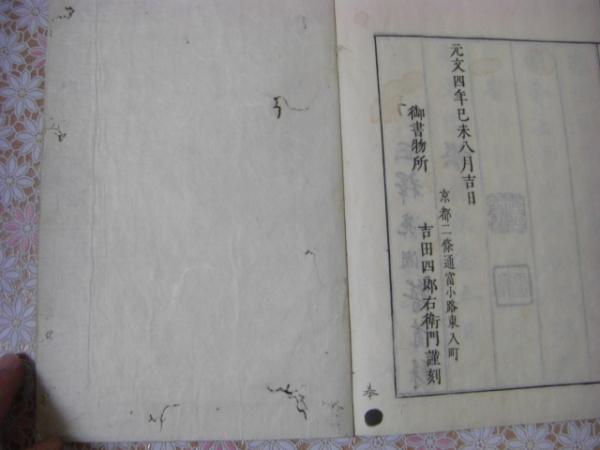 元文四年己未八月吉日
京都二條通富小路東入町
御書物所
吉田四郎右衛門謹刻